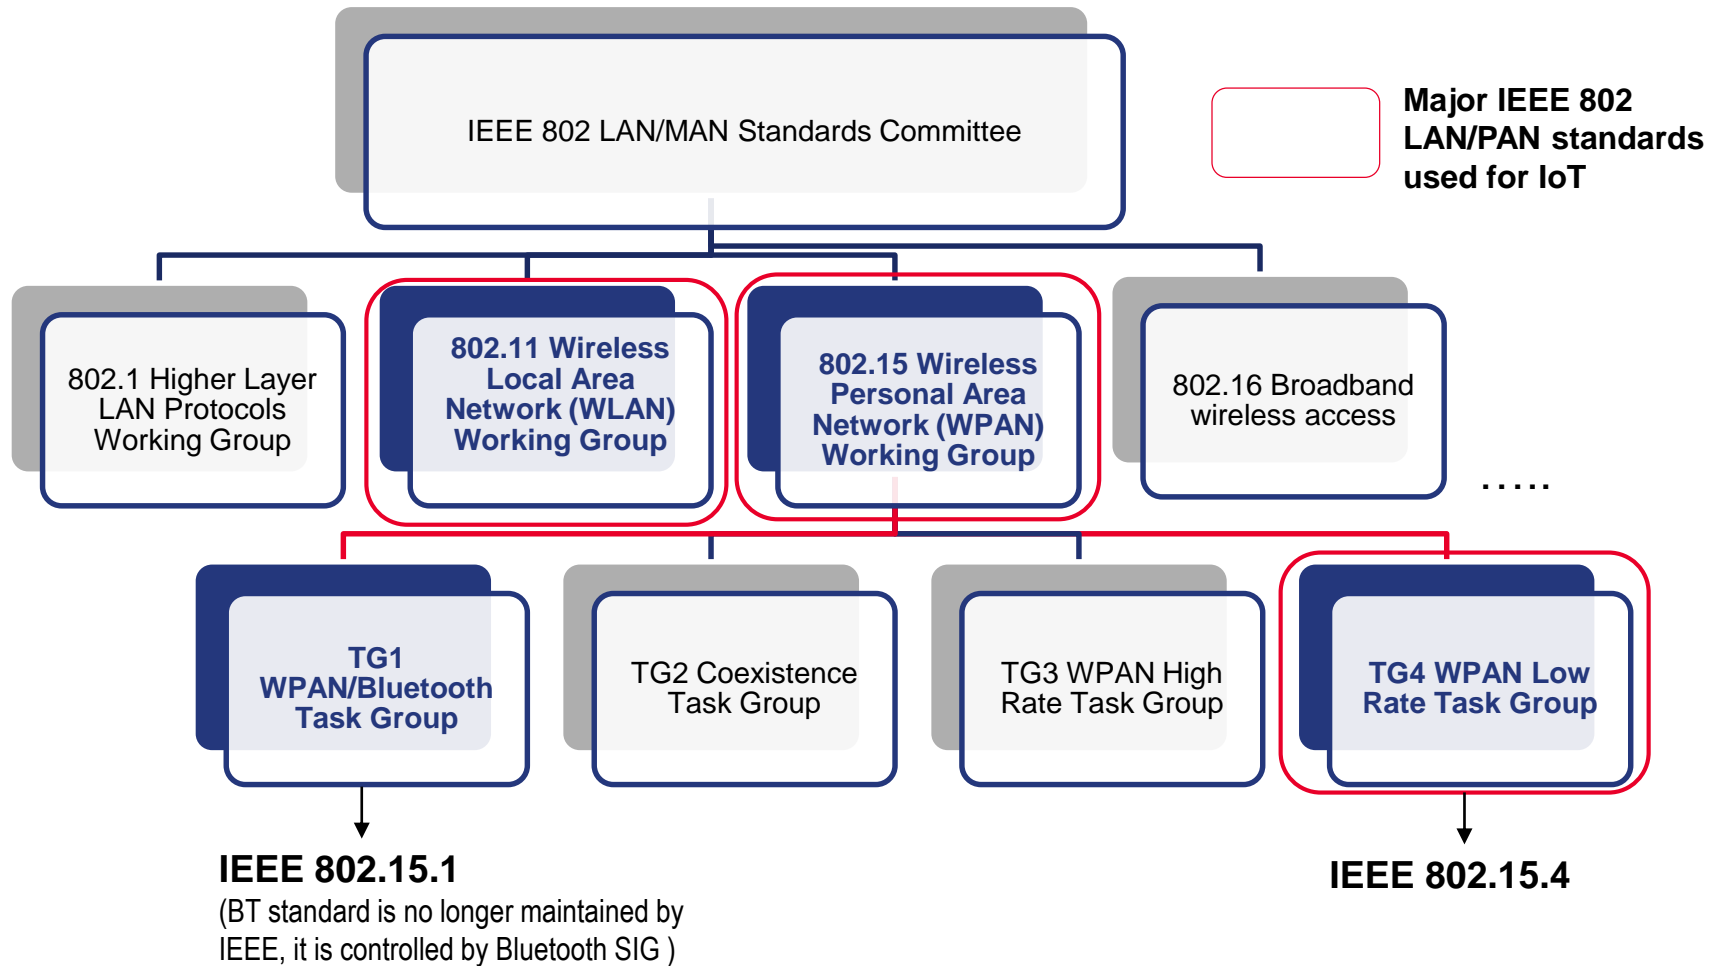 IEEE 802 LAN/MAN Standards Committee
Major IEEE 802
LAN/PAN standards
used for IoT
802.1 Higher Layer
LAN Protocols
Working Group
802.11 Wireless
Local Area
Network (WLAN)
Working Group
802.15 Wireless
Personal Area
Network (WPAN)
Working Group
802.16 Broadband
wireless access
.....
TG1
WPAN/Bluetooth
Task Group
TG2 Coexistence
Task Group
TG3 WPAN High
Rate Task Group
TG4 WPAN Low
Rate Task Group
IEEE 802.15.1
(BT standard is no longer maintained by
IEEE, it is controlled by Bluetooth SIG )
IEEE 802.15.4